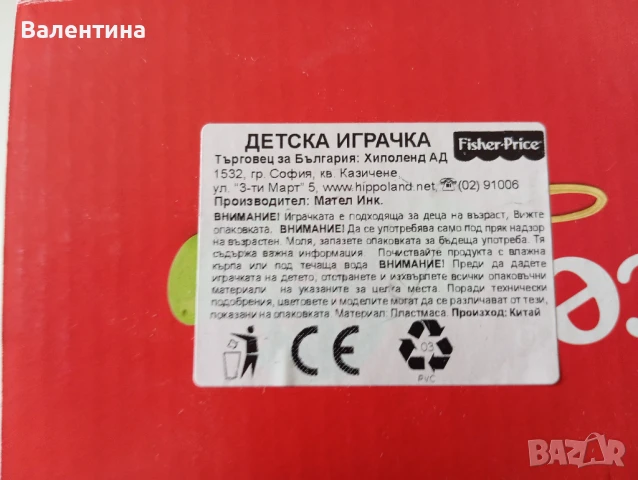 Валентина
ДЕТСКА ИГРАЧКА Fisher-Price
Търговец за България: Хиполенд АД
1532, гр. София, кв. Казичене,
ул. "3-ти Март" 5, www.hippoland.net, ☎(02) 91006
Производител: Мател Инк.
ВНИМАНИЕ! Играчката е подходяща за деца на възраст, Вижте
опаковката. ВНИМАНИЕ! Да се употребява само под пряк надзор
на възрастен. Моля, запазете опаковката за бъдеща употреба. Тя
съдържа важна информация. Почиствайте продукта с влажна
кърпа или под течаща вода ВНИМАНИЕ! Преди да дадете
играчката на детето, отстранете и изхвърлете всички опаковъчни
материали на указаните за целта места. Поради технически
подобрения, цветовете и моделите могат да се различават от тези,
показани на опаковката. Материал: Пластмаса. Произход: Китай
CE
03
PVC
BAZAR